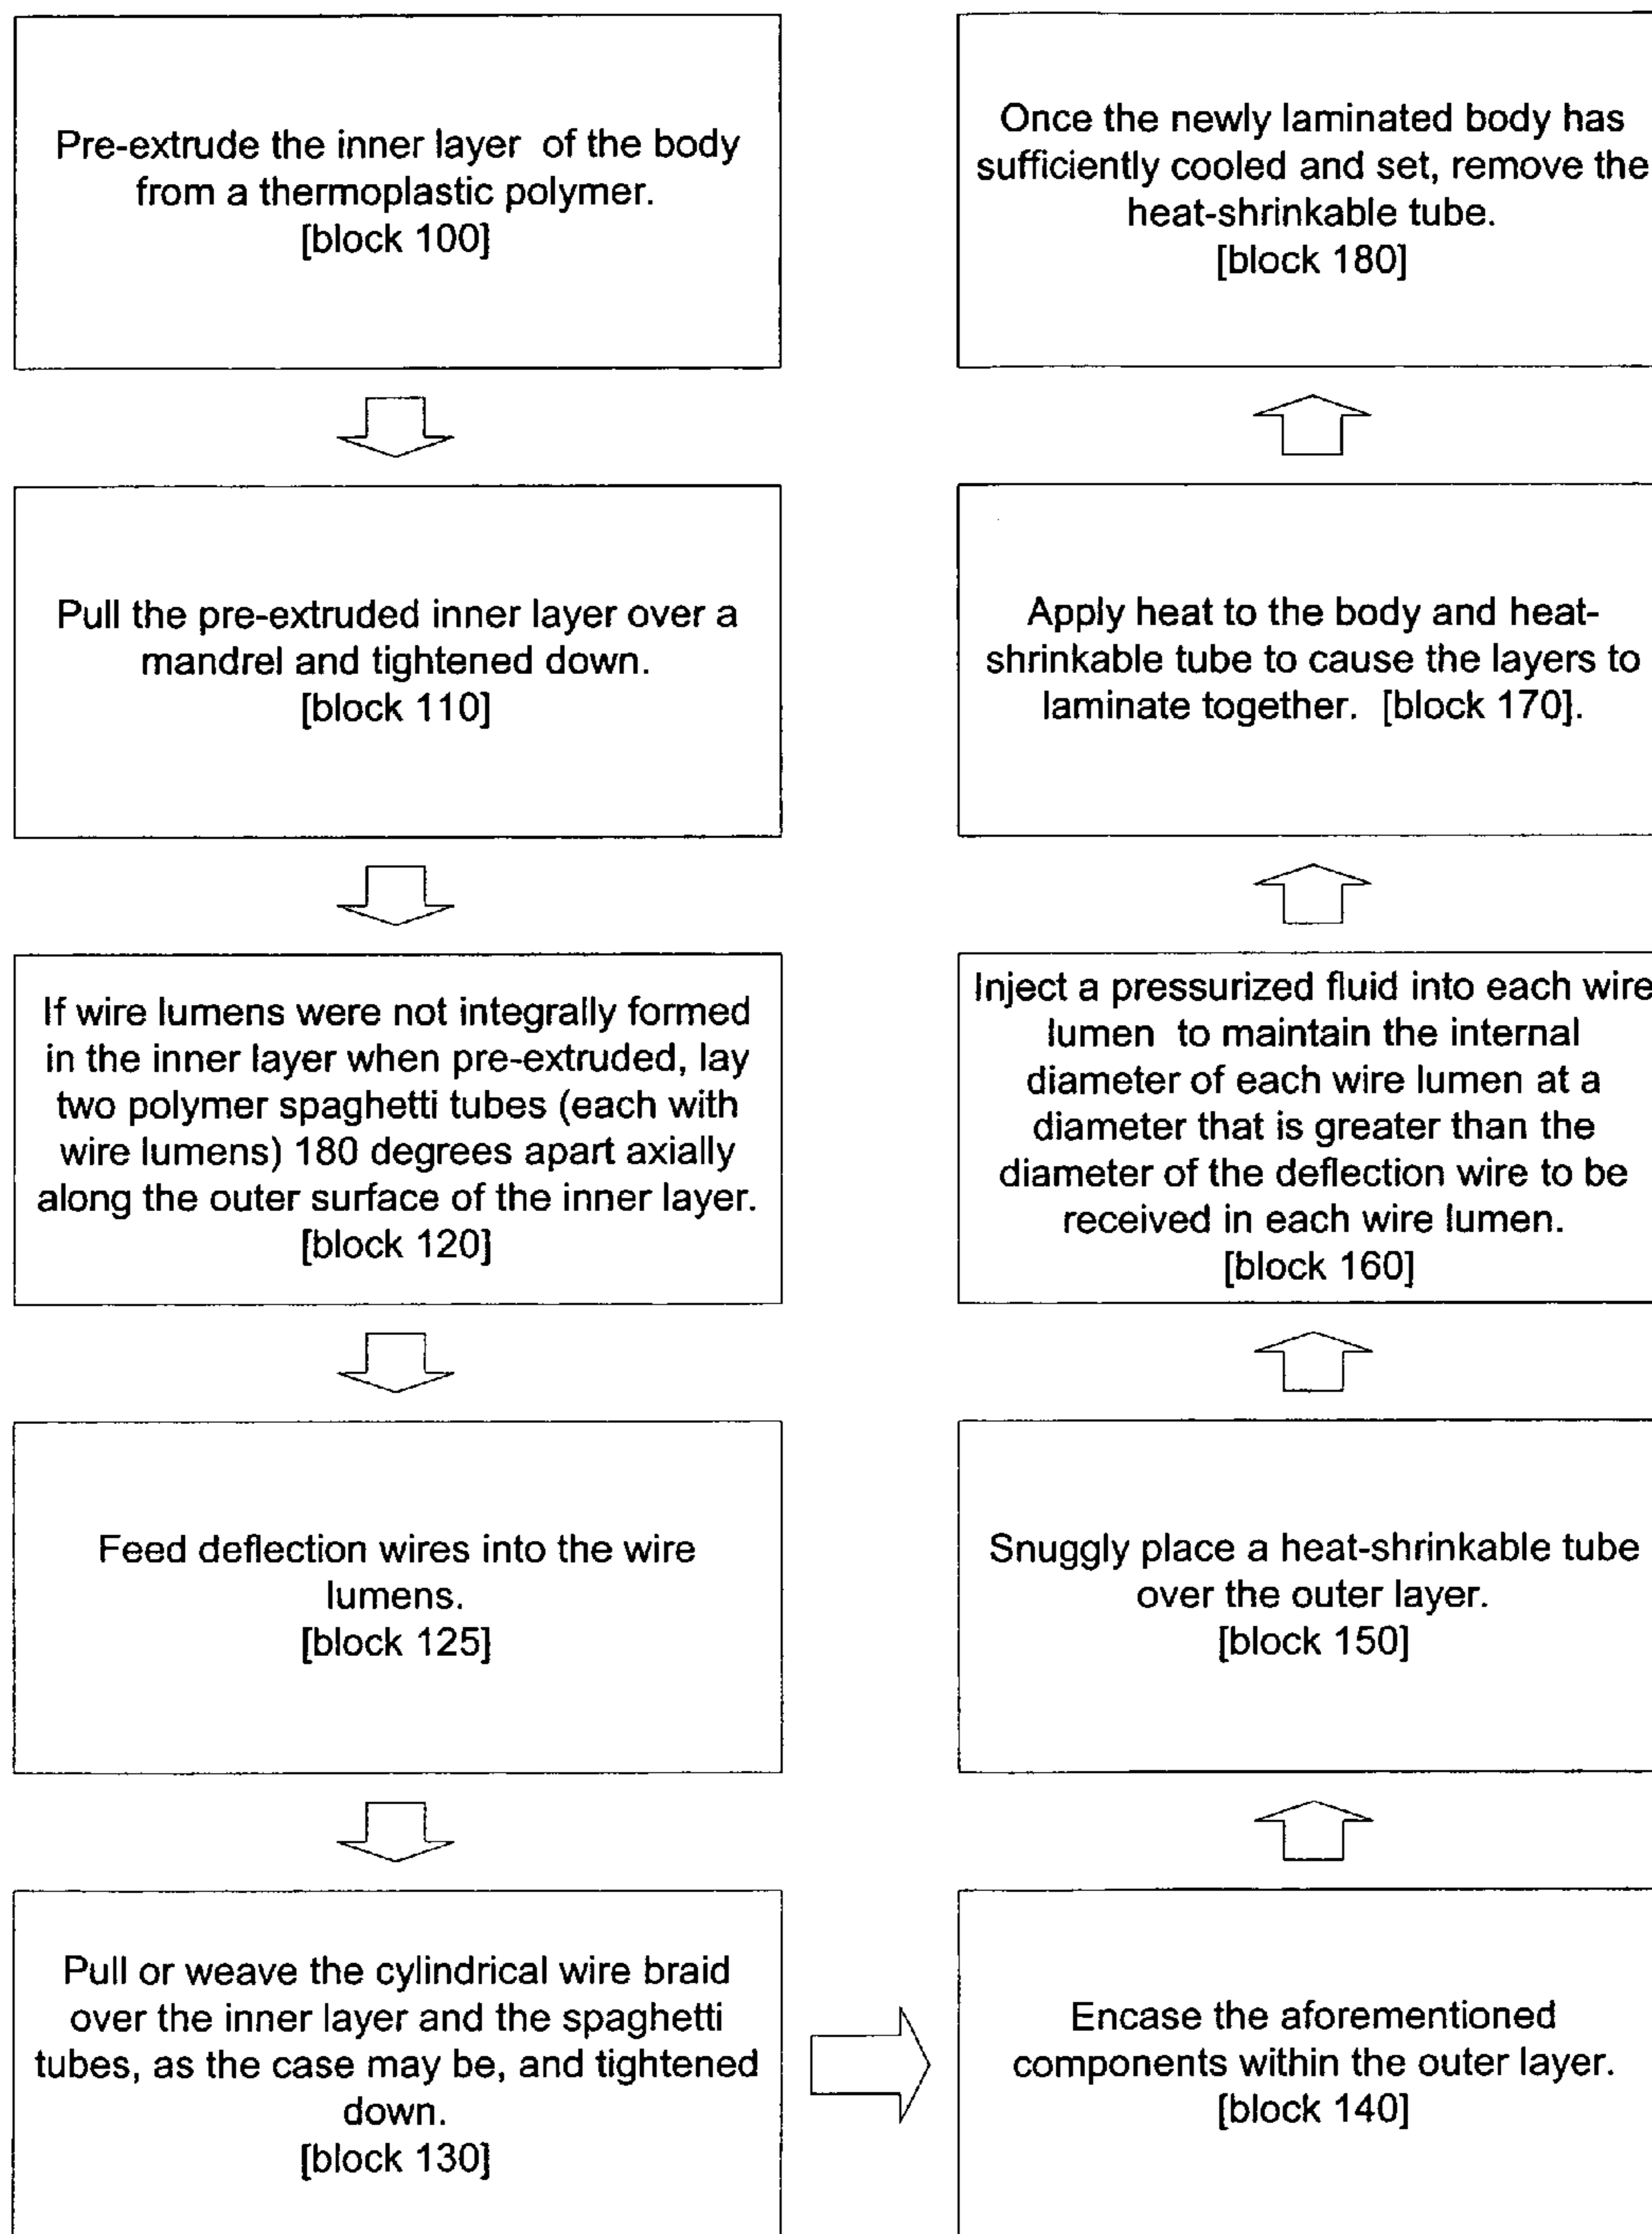 Pre-extrude the inner layer of the body
from a thermoplastic polymer.
[block 100]
Pull the pre-extruded inner layer over a
mandrel and tightened down.
[block 110]
If wire lumens were not integrally formed
in the inner layer when pre-extruded, lay
two polymer spaghetti tubes (each with
wire lumens) 180 degrees apart axially
along the outer surface of the inner layer.
[block 120]
Feed deflection wires into the wire
lumens.
[block 125]
Pull or weave the cylindrical wire braid
over the inner layer and the spaghetti
tubes, as the case may be, and tightened
down.
[block 130]
Encase the aforementioned
components within the outer layer.
[block 140]
Snuggly place a heat-shrinkable tube
over the outer layer.
[block 150]
Inject a pressurized fluid into each wire
lumen to maintain the internal
diameter of each wire lumen at a
diameter that is greater than the
diameter of the deflection wire to be
received in each wire lumen.
[block 160]
Apply heat to the body and heat-
shrinkable tube to cause the layers to
laminate together. [block 170].
Once the newly laminated body has
sufficiently cooled and set, remove the
heat-shrinkable tube.
[block 180]